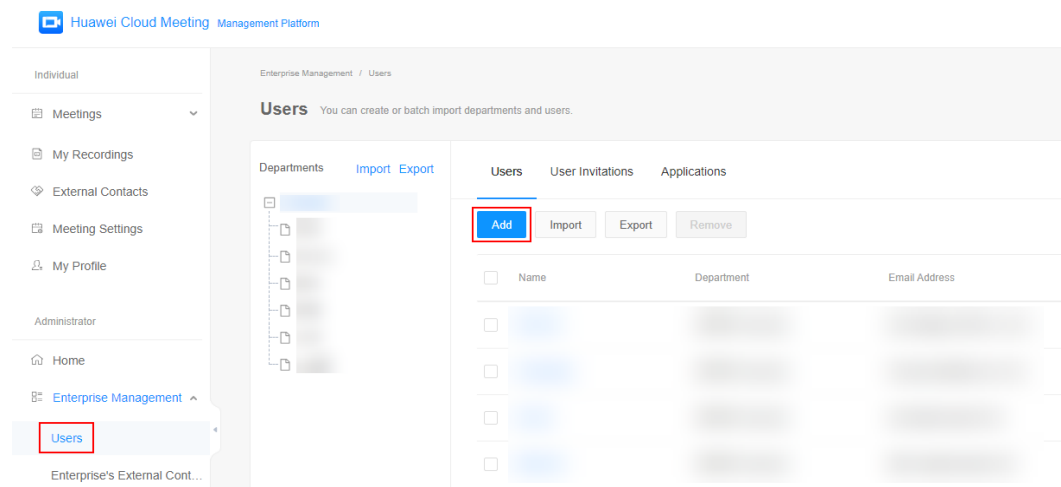 Huawei Cloud Meeting Management Platform
Individual
Meetings
My Recordings
External Contacts
Meeting Settings
My Profile
Administrator
Home
Enterprise Management
Users
Enterprise's External Cont...
Enterprise Management / Users
Users You can create or batch import departments and users.
Departments Import Export
Users User Invitations Applications
Add Import Export Remove
Name Department Email Address